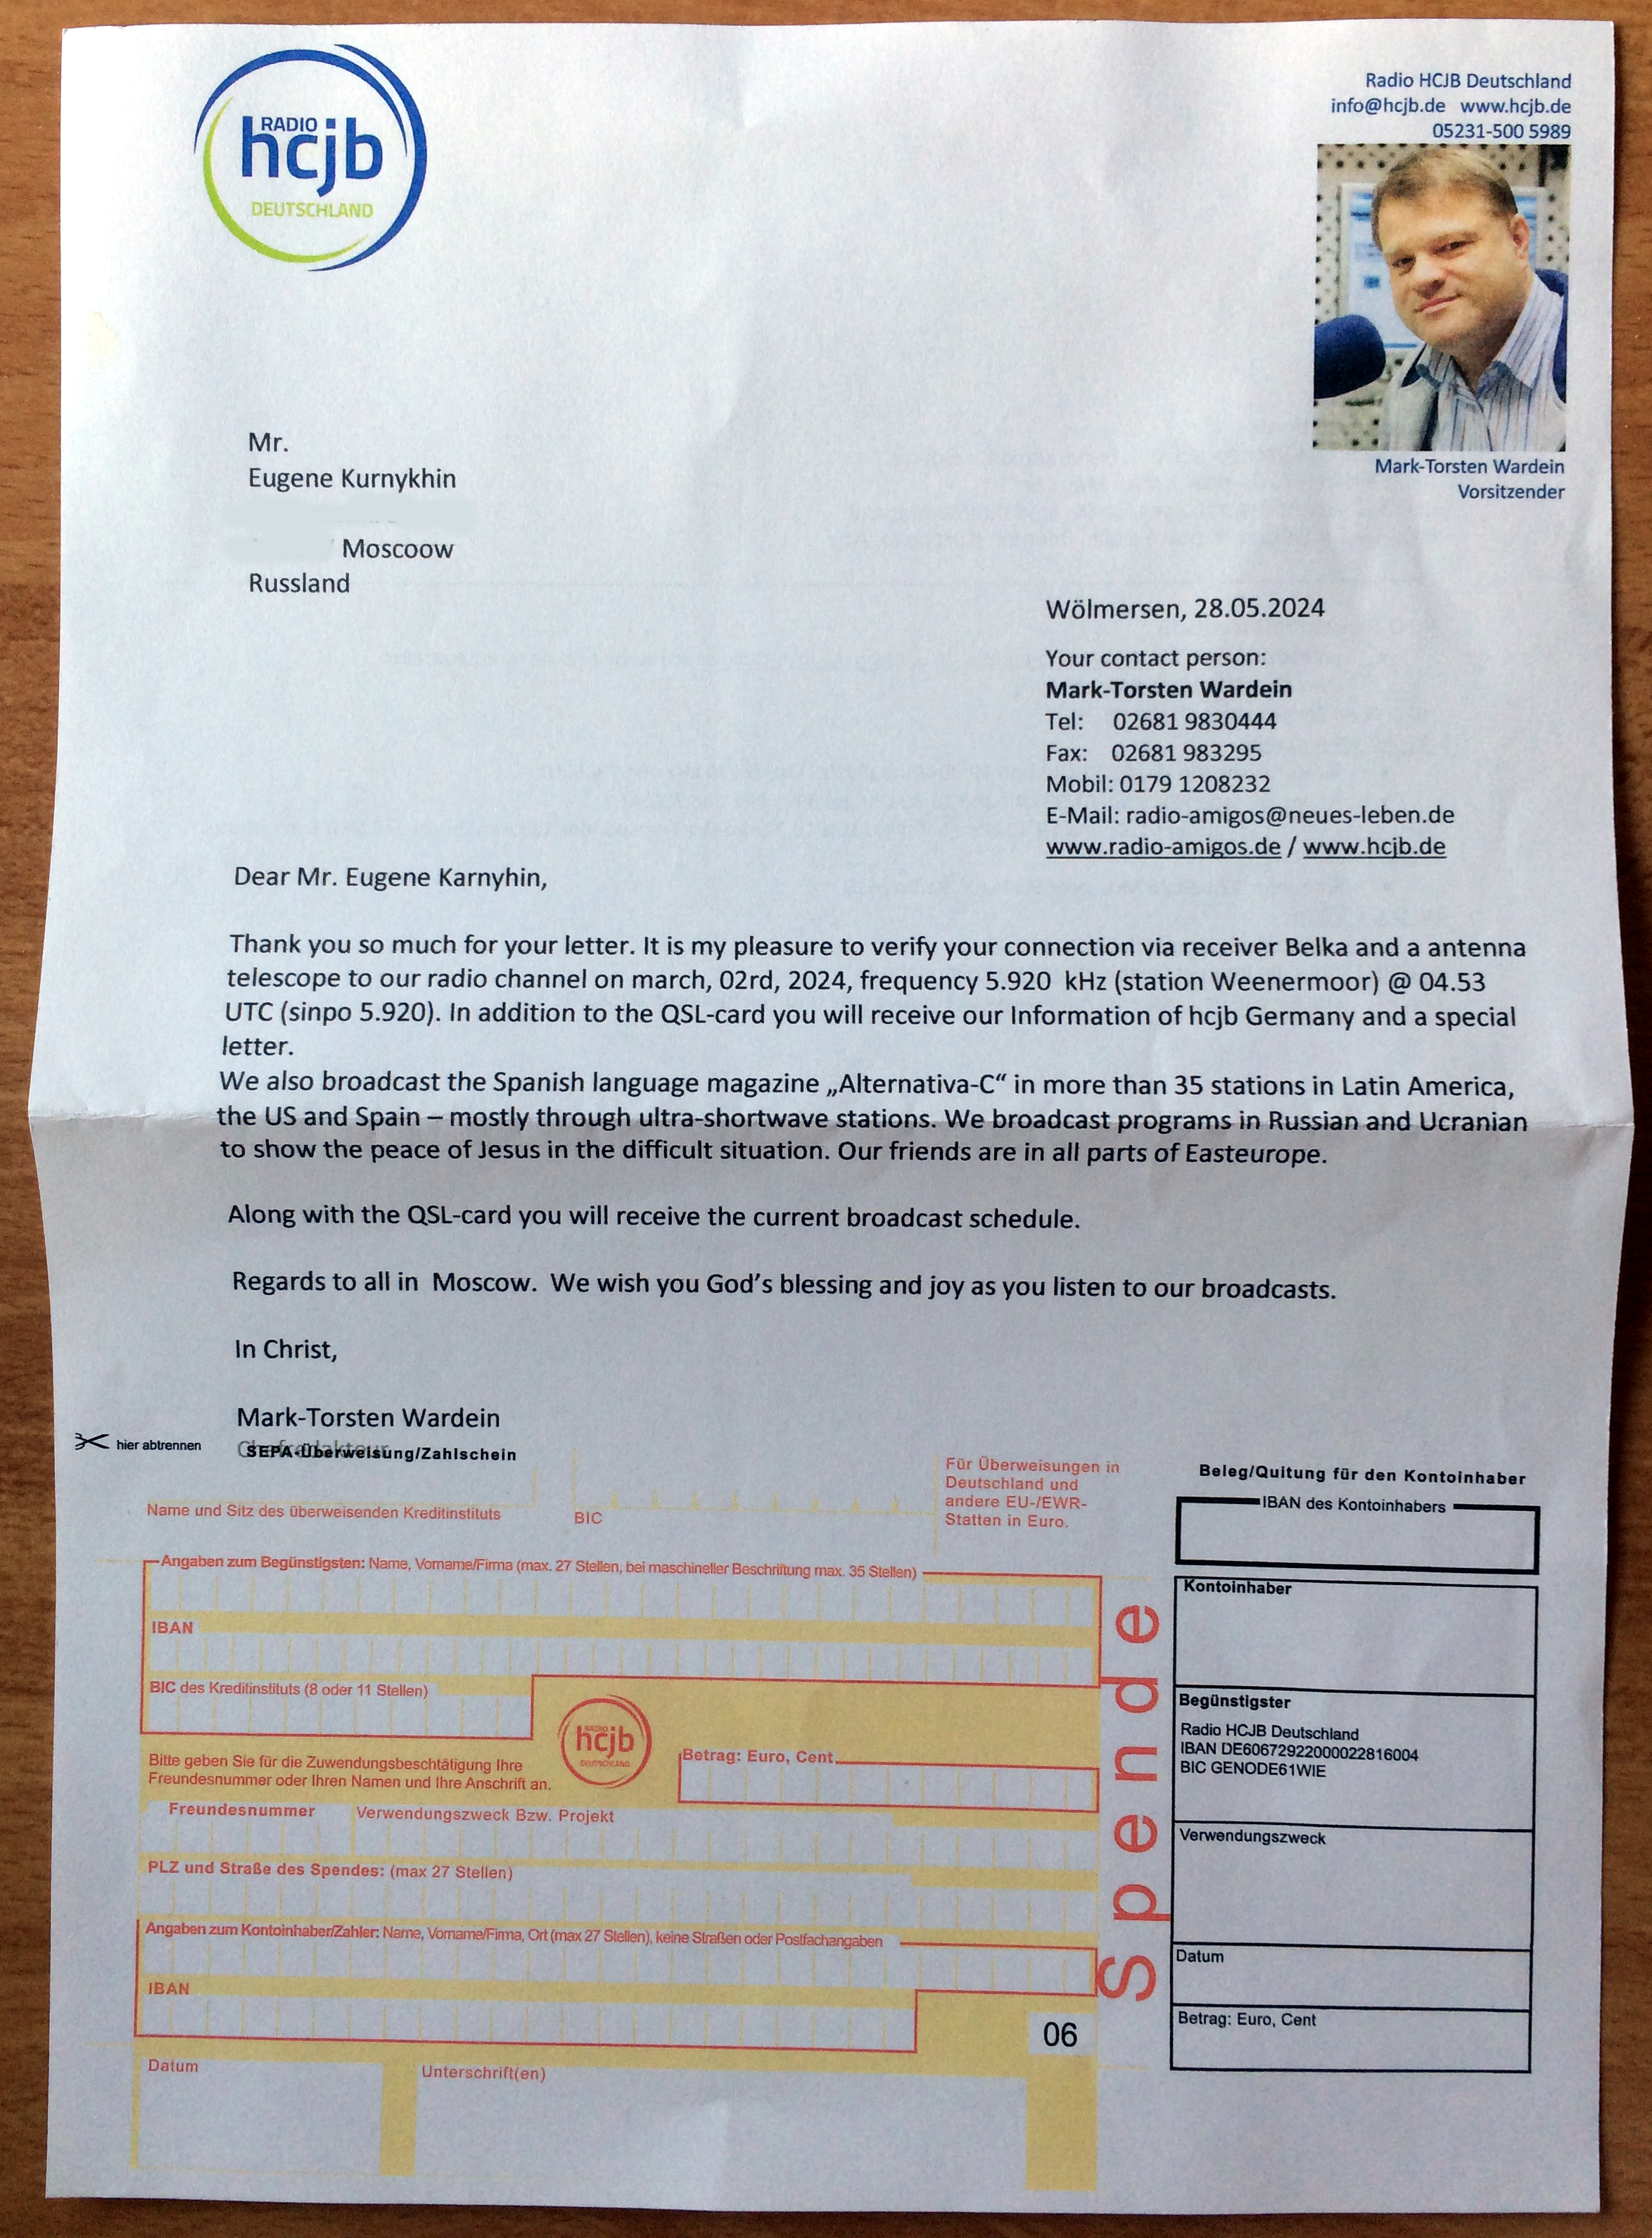 RADIO
hcjb
DEUTSCHLAND
Radio HCJB Deutschland
info@hcjb.de www.hcjb.de
05231-500 5989
Mark-Torsten Wardein
Vorsitzender
Mr.
Eugene Kurnykhin
Moscoow
Russland
Wölmersen, 28.05.2024
Your contact person:
Mark-Torsten Wardein
Tel: 02681 9830444
Fax: 02681 983295
Mobil: 0179 1208232
E-Mail: radio-amigos@neues-leben.de
www.radio-amigos.de / www.hcjb.de
Dear Mr. Eugene Karnyhin,
Thank you so much for your letter. It is my pleasure to verify your connection via receiver Belka and a antenna
telescope to our radio channel on march, 02rd, 2024, frequency 5.920 kHz (station Weenermoor) @ 04.53
UTC (sinpo 5.920). In addition to the QSL-card you will receive our Information of hcjb Germany and a special
letter.
We also broadcast the Spanish language magazine „Alternativa-C“ in more than 35 stations in Latin America,
the US and Spain – mostly through ultra-shortwave stations. We broadcast programs in Russian and Ucranian
to show the peace of Jesus in the difficult situation. Our friends are in all parts of Easteurope.
Along with the QSL-card you will receive the current broadcast schedule.
Regards to all in Moscow. We wish you God’s blessing and joy as you listen to our broadcasts.
In Christ,
Mark-Torsten Wardein
Chefredakteur
hier abtrennen
SEPA-Überweisung/Zahlschein
Name und Sitz des überweisenden Kreditinstituts
BIC
Für Überweisungen in
Deutschland und
andere EU-/EWR-
Statten in Euro.
Angaben zum Begünstigsten: Name, Vorname/Firma (max. 27 Stellen, bei maschineller Beschriftung max. 35 Stellen)
IBAN
BIC des Kreditinstituts (8 oder 11 Stellen)
RADIO
hcjb
DEUTSCHLAND
Bitte geben Sie für die Zuwendungsbeschtätigung Ihre
Freundesnummer oder Ihren Namen und Ihre Anschrift an.
Betrag: Euro, Cent
Freundesnummer Verwendungszweck Bzw. Projekt
PLZ und Straße des Spendes: (max 27 Stellen)
Angaben zum Kontoinhaber/Zahler: Name, Vorname/Firma, Ort (max 27 Stellen), keine Straßen oder Postfachangaben
IBAN
06
Datum
Unterschrift(en)
Spende
Beleg/Quitung für den Kontoinhaber
IBAN des Kontoinhabers
Kontoinhaber
Begünstigster
Radio HCJB Deutschland
IBAN DE60672922000022816004
BIC GENODE61WIE
Verwendungszweck
Datum
Betrag: Euro, Cent